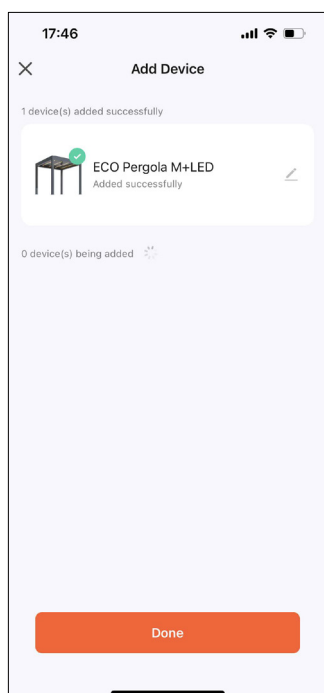 17:46
Add Device
1 device(s) added successfully
ECO Pergola M+LED
Added successfully
0 device(s) being added
Done